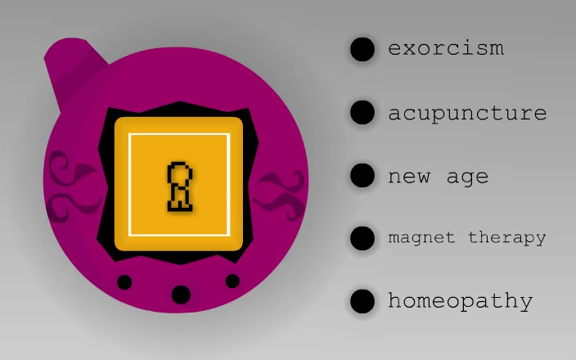 exorcism
acupuncture
new age
magnet therapy
homeopathy